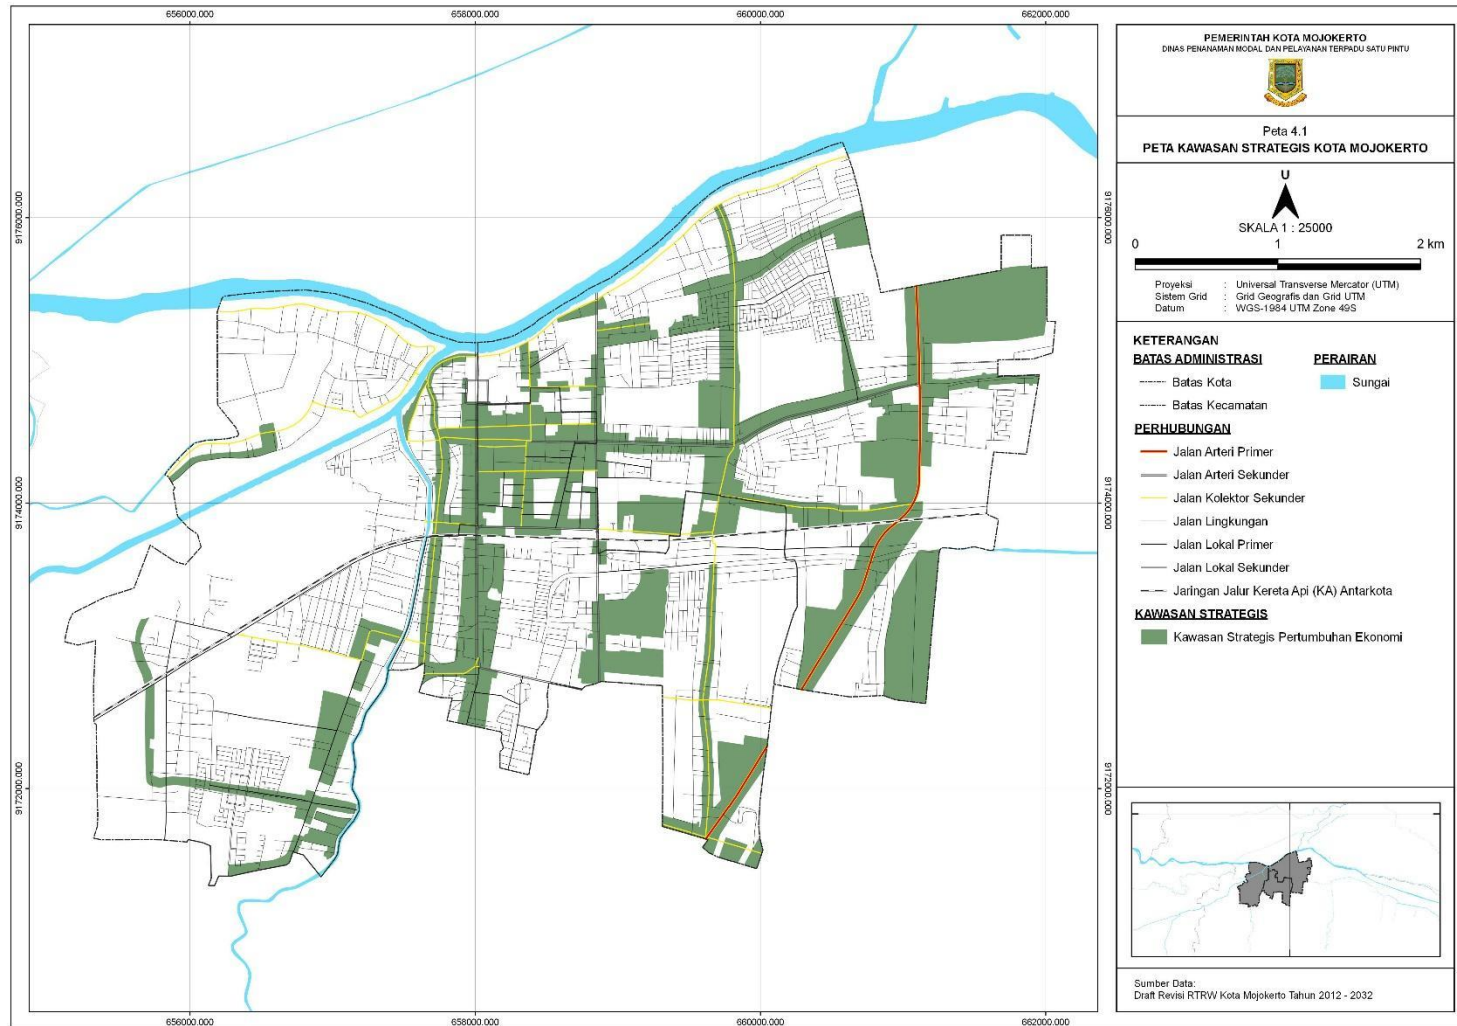 656000.000
658000.000
660000.000
662000.000
9176000.000
9176000.000
9174000.000
9174000.000
9172000.000
9172000.000
656000.000
658000.000
660000.000
662000.000
PEMERINTAH KOTA MOJOKERTO
DINAS PENANAMAN MODAL DAN PELAYANAN TERPADU SATU PINTU
Peta 4.1
PETA KAWASAN STRATEGIS KOTA MOJOKERTO
U
SKALA 1 : 25000
0 1 2 km
Proyeksi : Universal Transverse Mercator (UTM)
Sistem Grid : Grid Geografis dan Grid UTM
Datum : WGS-1984 UTM Zone 49S
KETERANGAN
BATAS ADMINISTRASI
Batas Kota
Batas Kecamatan
PERAIRAN
Sungai
PERHUBUNGAN
Jalan Arteri Primer
Jalan Arteri Sekunder
Jalan Kolektor Sekunder
Jalan Lingkungan
Jalan Lokal Primer
Jalan Lokal Sekunder
Jaringan Jalur Kereta Api (KA) Antarkota
KAWASAN STRATEGIS
Kawasan Strategis Pertumbuhan Ekonomi
Sumber Data:
Draft Revisi RTRW Kota Mojokerto Tahun 2012 - 2032